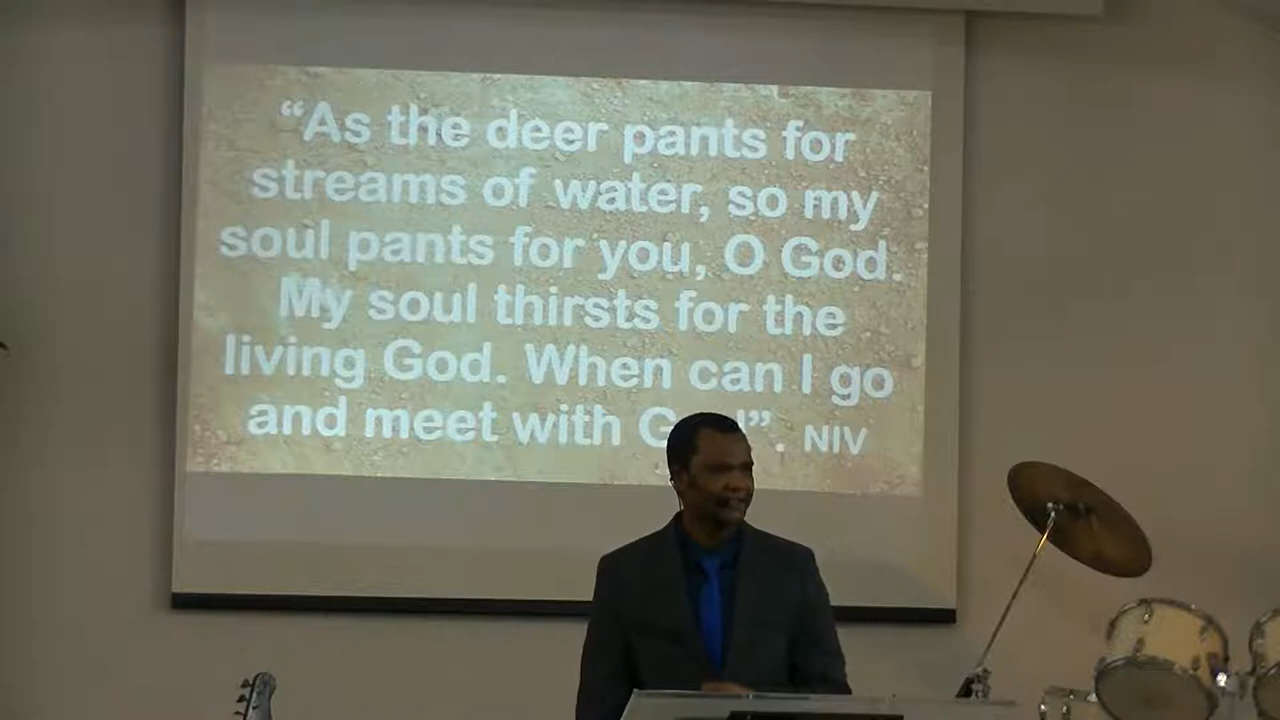 “As the deer pants for
streams of water, so my
soul pants for you, O God.
My soul thirsts for the
living God. When can I go
and meet with ”. NIV